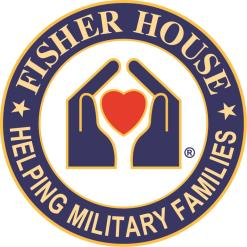 ★ FISHER HOUSE ★
HELPING MILITARY FAMILIES
®